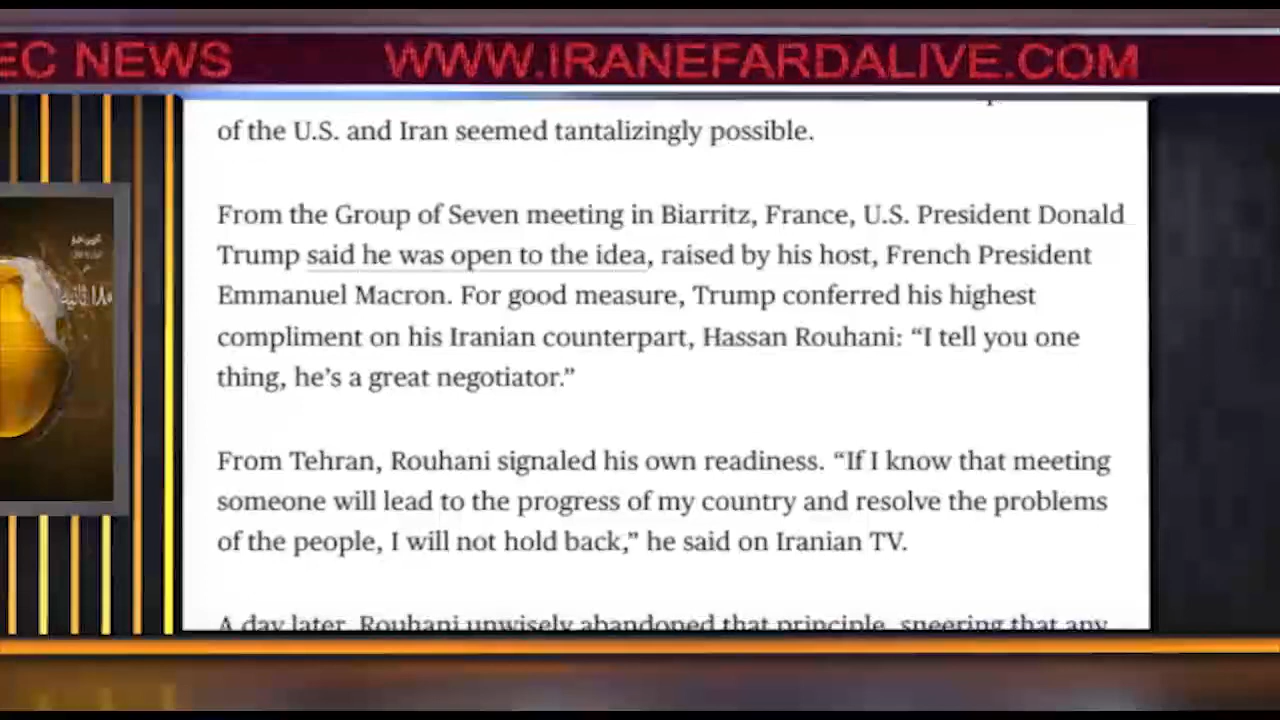 EC NEWS WWW.IRANEFARDALIVE.COM
of the U.S. and Iran seemed tantalizingly possible.
From the Group of Seven meeting in Biarritz, France, U.S. President Donald
Trump said he was open to the idea, raised by his host, French President
Emmanuel Macron. For good measure, Trump conferred his highest
compliment on his Iranian counterpart, Hassan Rouhani: “I tell you one
thing, he’s a great negotiator.”
From Tehran, Rouhani signaled his own readiness. “If I know that meeting
someone will lead to the progress of my country and resolve the problems
of the people, I will not hold back,” he said on Iranian TV.
A day later, Rouhani unwisely abandoned that principle, sneering that any